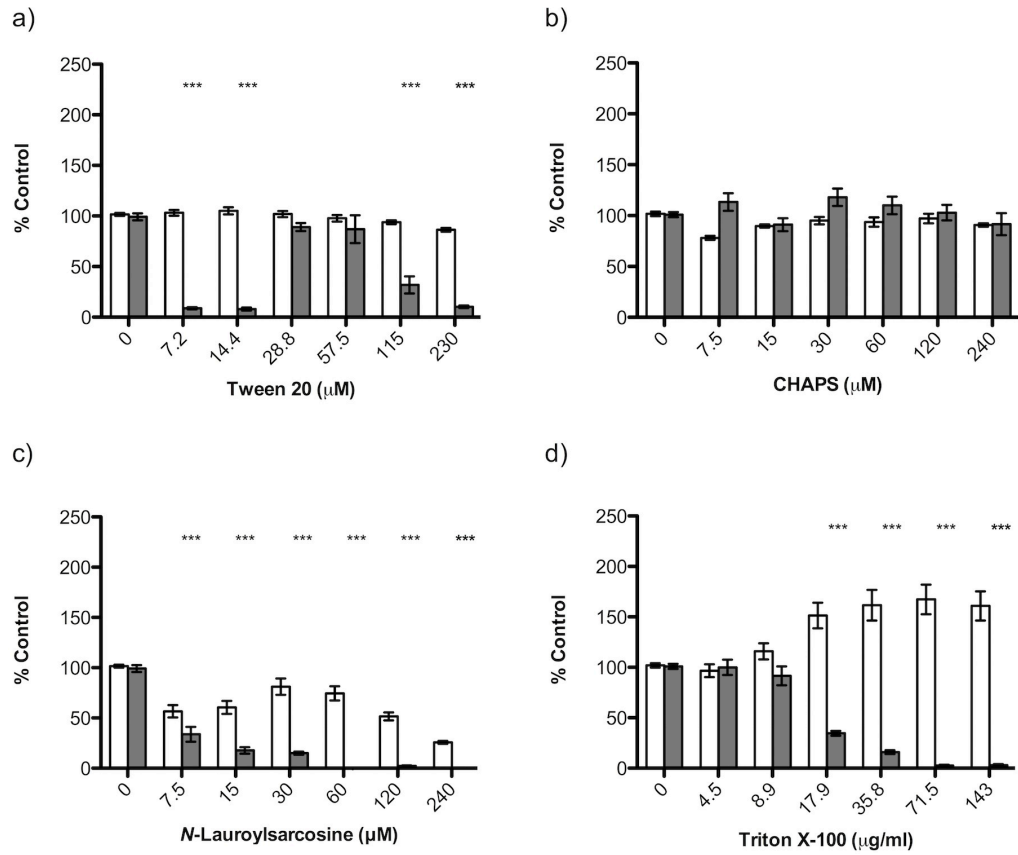 a)
250
200
150
100
50
0
% Control
*** *** *** ***
0 7.2 14.4 28.8 57.5 115 230
Tween 20 (μM)
b)
250
200
150
100
50
0
% Control
0 7.5 15 30 60 120 240
CHAPS (μM)
c)
250
200
150
100
50
0
% Control
*** *** *** *** *** ***
0 7.5 15 30 60 120 240
N-Lauroylsarcosine (μM)
d)
250
200
150
100
50
0
% Control
*** *** *** ***
0 4.5 8.9 17.9 35.8 71.5 143
Triton X-100 (μg/ml)